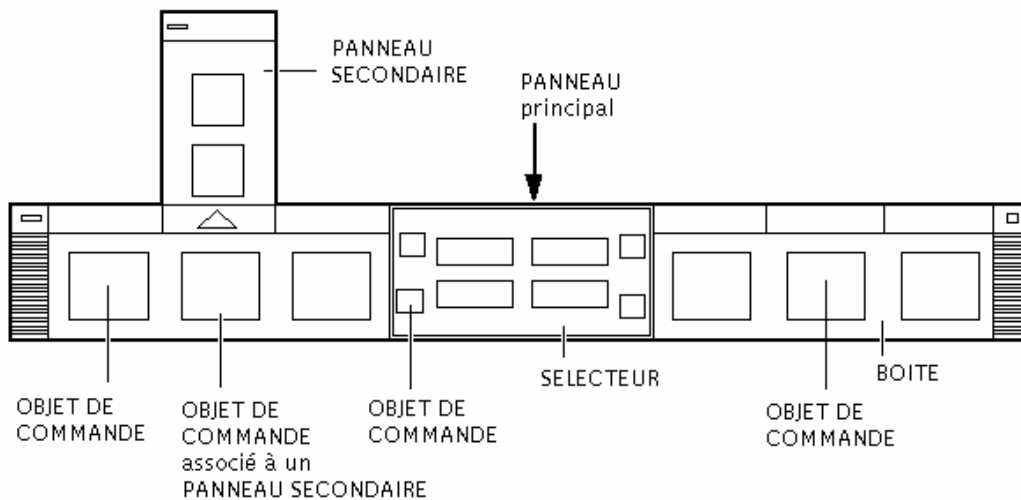 PANNEAU
SECONDAIRE
PANNEAU
principal
SELECTEUR
BOITE
OBJET DE
COMMANDE
OBJET DE
COMMANDE
associé à un
PANNEAU SECONDAIRE
OBJET DE
COMMANDE
OBJET DE
COMMANDE